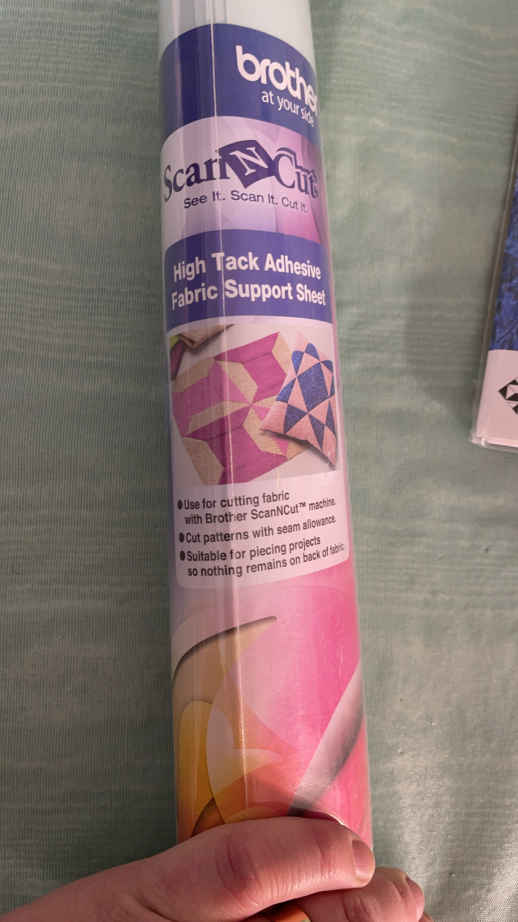 brother
at your side
ScanNCut
See It. Scan It. Cut It.
High Tack Adhesive
Fabric Support Sheet
●Use for cutting fabric
with Brother ScanNCut™ machine.
●Cut patterns with seam allowance.
●Suitable for piecing projects
so nothing remains on back of fabric.